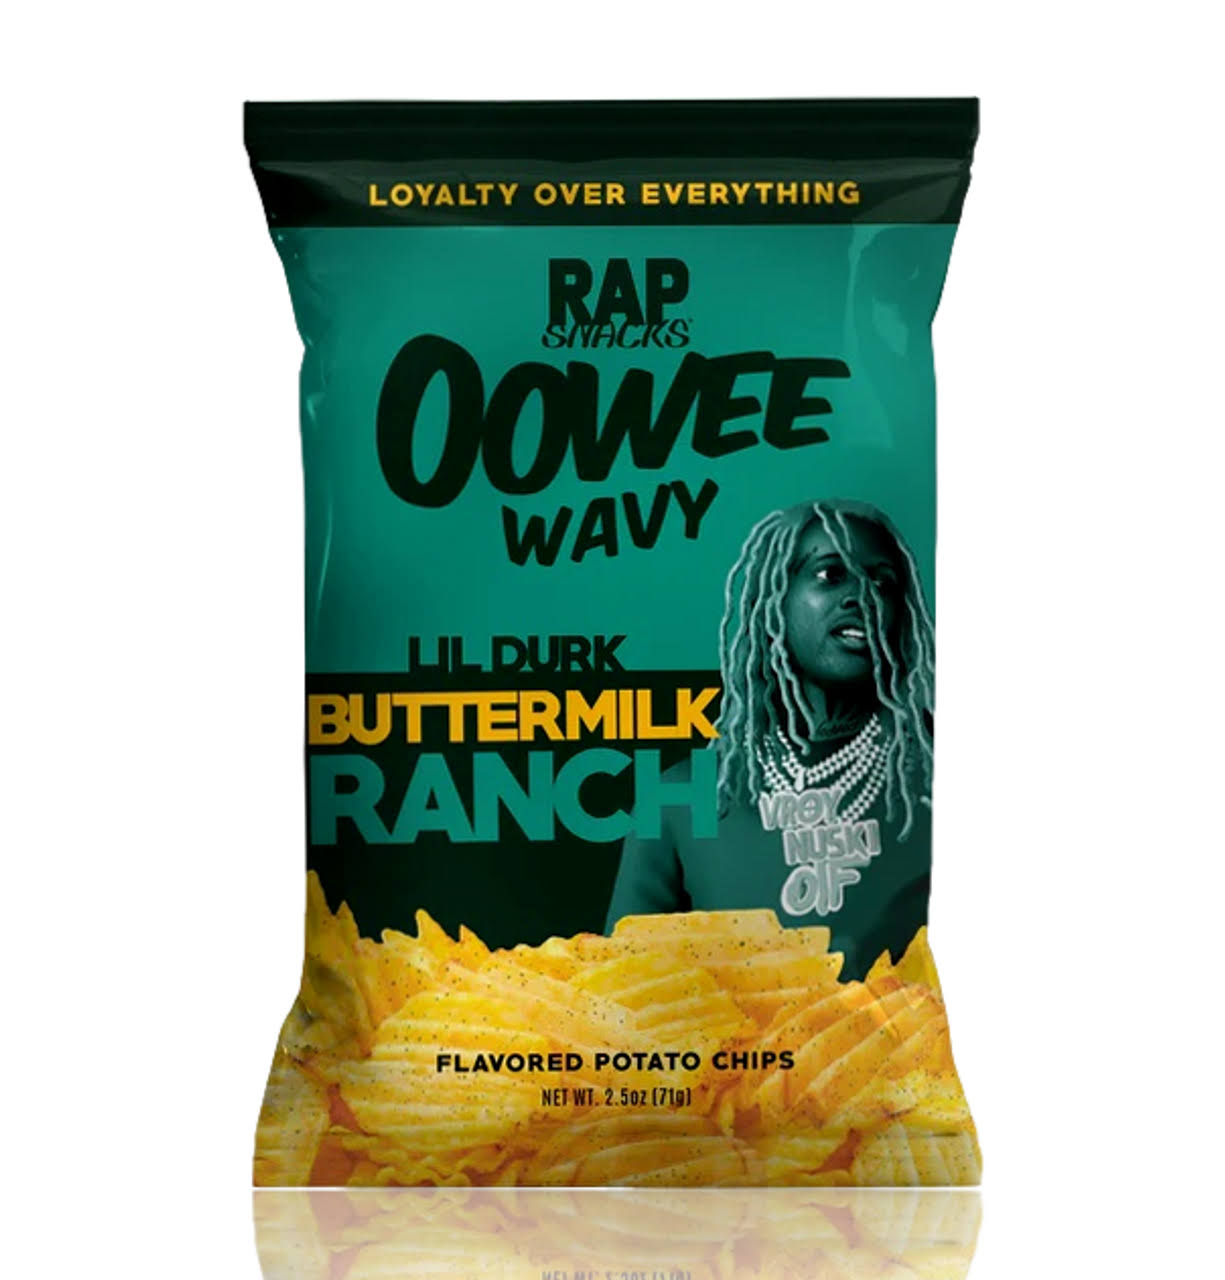 LOYALTY OVER EVERYTHING
RAP
SNACKS
OOWEE
WAVY
LIL DURK
BUTTERMILK
RANCH
VROY
NUSKI
OTF
FLAVORED POTATO CHIPS
NET WT. 2.5oz (71g)